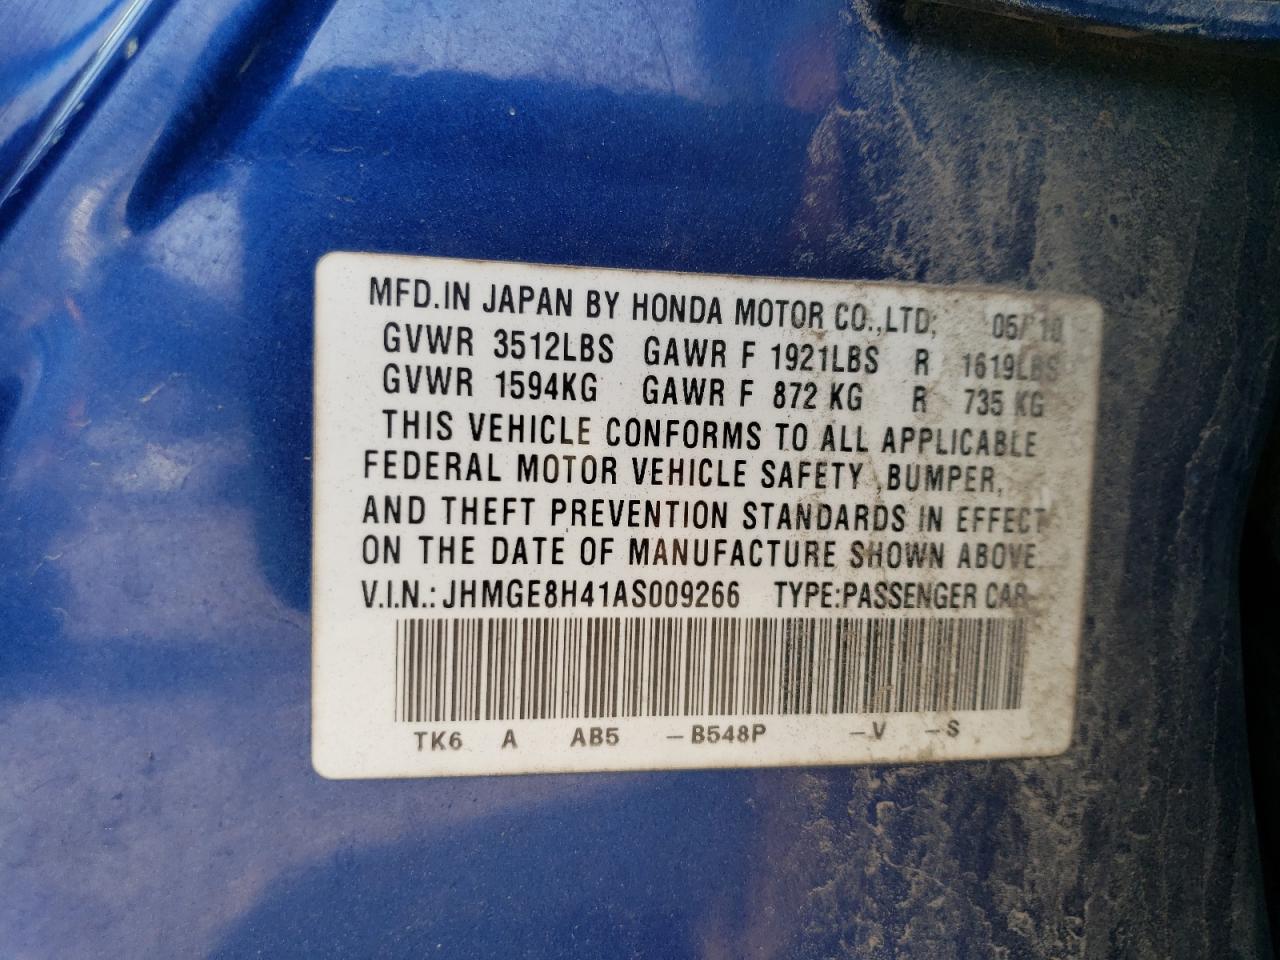 MFD.IN JAPAN BY HONDA MOTOR CO.,LTD; 05/10
GVWR 3512LBS GAWR F 1921LBS R 1619LBS
GVWR 1594KG GAWR F 872 KG R 735 KG
THIS VEHICLE CONFORMS TO ALL APPLICABLE
FEDERAL MOTOR VEHICLE SAFETY ,BUMPER,
AND THEFT PREVENTION STANDARDS IN EFFECT
ON THE DATE OF MANUFACTURE SHOWN ABOVE.
V.I.N.: JHMGE8H41AS009266 TYPE:PASSENGER CAR
TK6 A AB5 -B548P -V -S